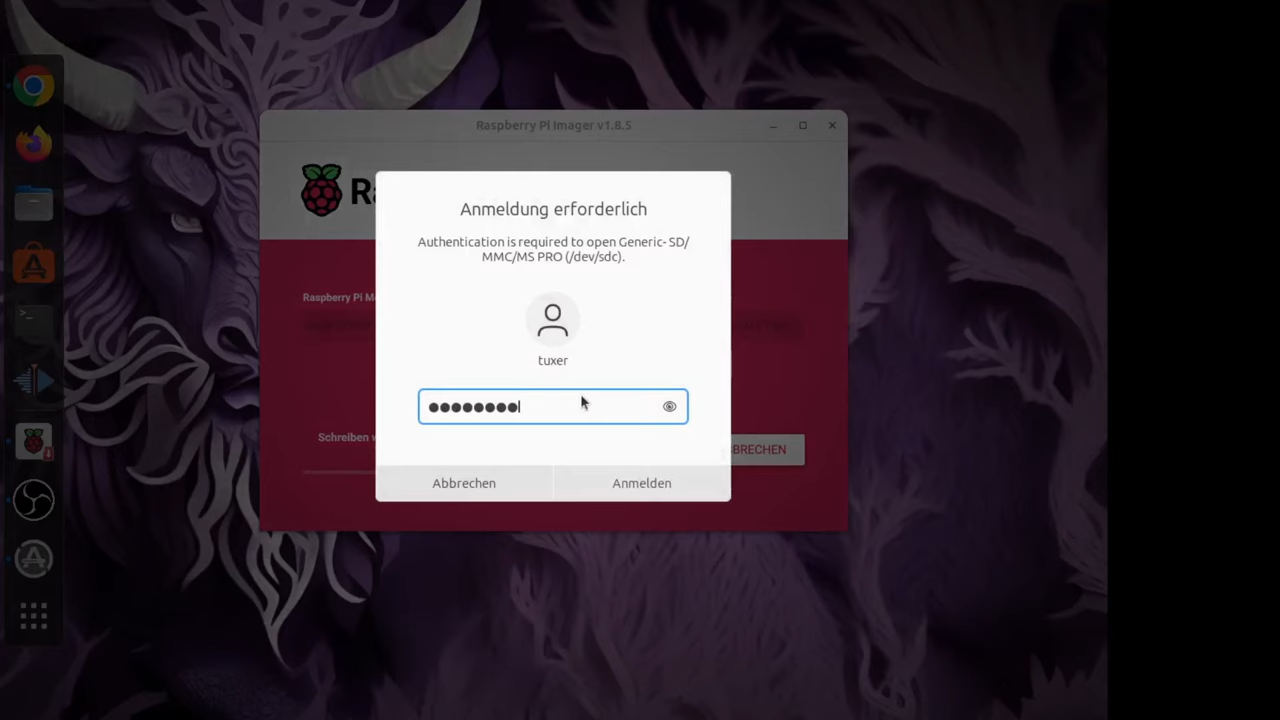 Raspberry Pi Imager v1.8.5
Ra
Anmeldung erforderlich
Authentication is required to open Generic- SD/
MMC/MS PRO (/dev/sdc).
Raspberry Pi M
tuxer
Schreiben
BRECHEN
Abbrechen
Anmelden